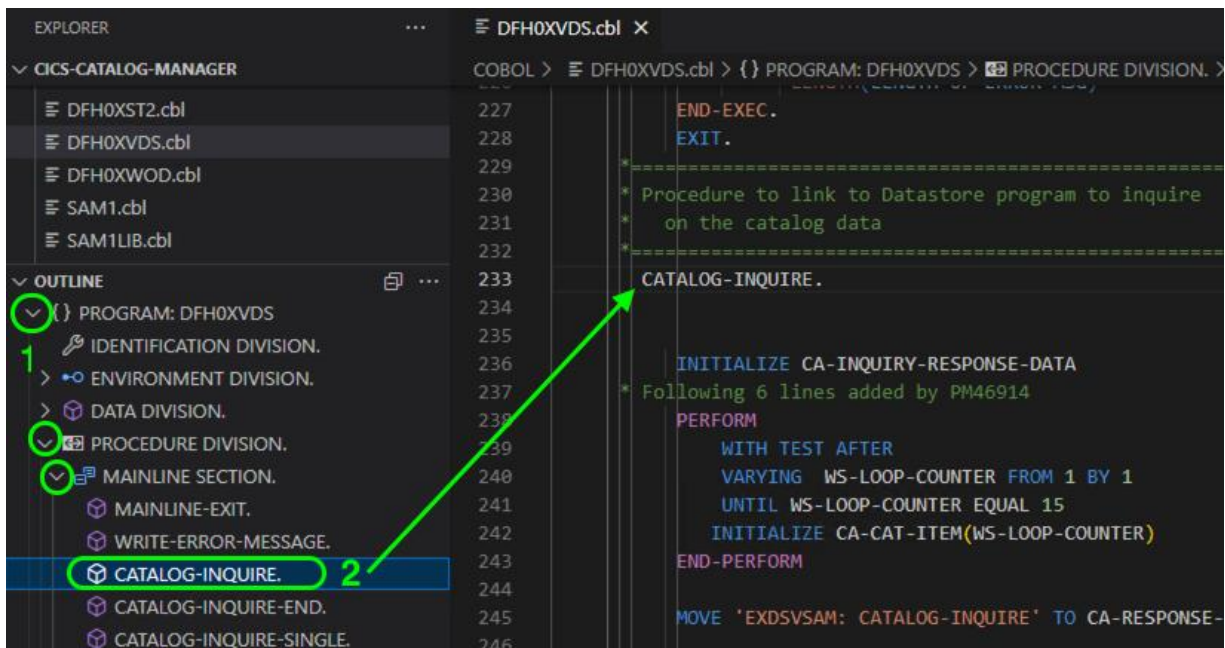 EXPLORER
CICS-CATALOG-MANAGER
DFH0XST2.cbl
DFH0XVDS.cbl
DFH0XWOD.cbl
SAM1.cbl
SAM1LIB.cbl
OUTLINE
{} PROGRAM: DFH0XVDS
1
IDENTIFICATION DIVISION.
ENVIRONMENT DIVISION.
DATA DIVISION.
PROCEDURE DIVISION.
MAINLINE SECTION.
MAINLINE-EXIT.
WRITE-ERROR-MESSAGE.
CATALOG-INQUIRE. 2
CATALOG-INQUIRE-END.
CATALOG-INQUIRE-SINGLE.
DFH0XVDS.cbl ×
COBOL > DFH0XVDS.cbl > {} PROGRAM: DFH0XVDS > PROCEDURE DIVISION. >
227 END-EXEC.
228 EXIT.
229 *================================================
230 * Procedure to link to Datastore program to inquire
231 * on the catalog data
232 *================================================
233 CATALOG-INQUIRE.
234
235
236 INITIALIZE CA-INQUIRY-RESPONSE-DATA
237 * Following 6 lines added by PM46914
238 PERFORM
239 WITH TEST AFTER
240 VARYING WS-LOOP-COUNTER FROM 1 BY 1
241 UNTIL WS-LOOP-COUNTER EQUAL 15
242 INITIALIZE CA-CAT-ITEM(WS-LOOP-COUNTER)
243 END-PERFORM
244
245 MOVE 'EXDSVSAM: CATALOG-INQUIRE' TO CA-RESPONSE-
246